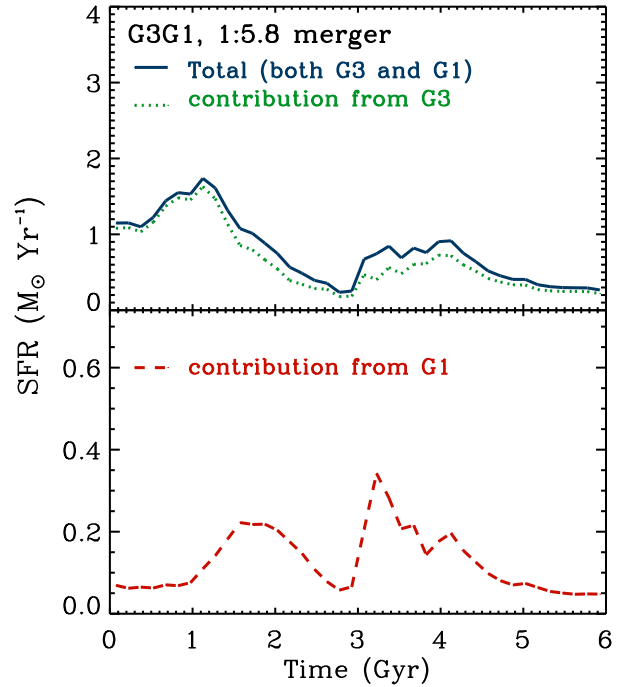 G3G1, 1:5.8 merger
Total (both G3 and G1)
contribution from G3
4
3
2
1
0
SFR (M⊙ Yr⁻¹)
contribution from G1
0.6
0.4
0.2
0.0
0 1 2 3 4 5 6
Time (Gyr)